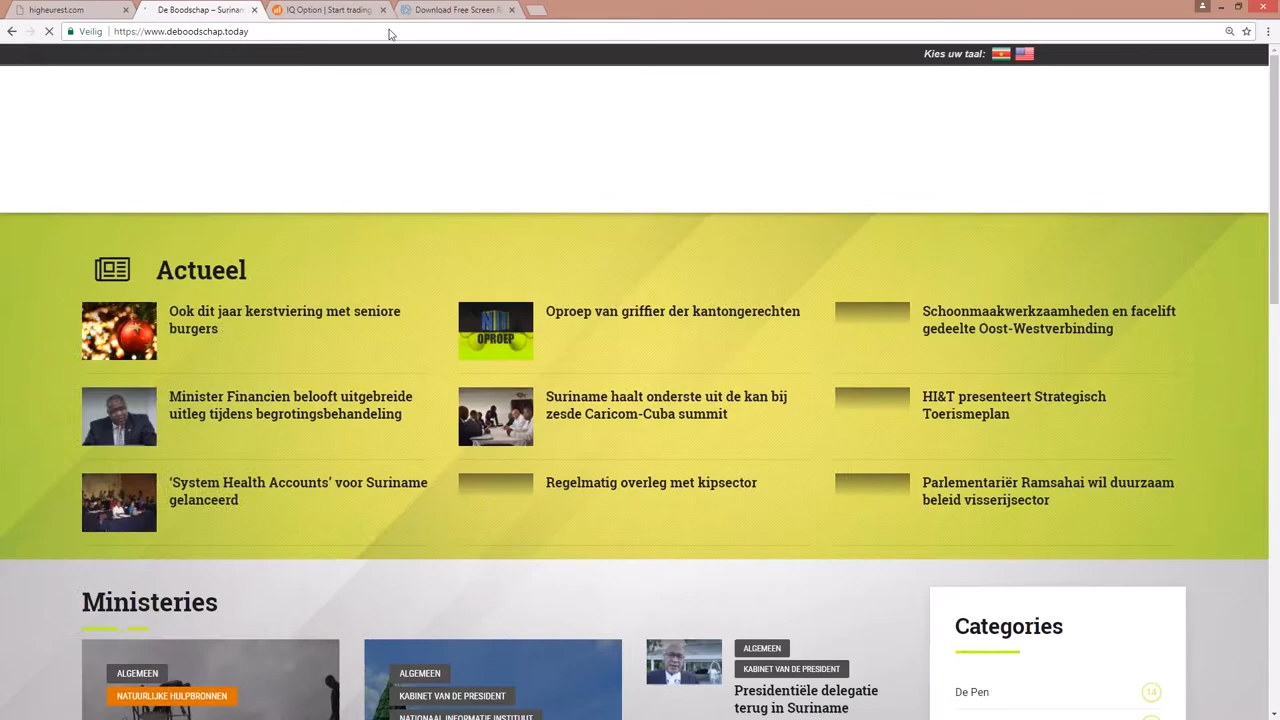 higheurest.com
De Boodschap – Surinan
IQ Option | Start trading
Download Free Screen R
Veilig
https://www.deboodschap.today
Kies uw taal:
Actueel
Ook dit jaar kerstviering met seniore
burgers
Oproep van griffier der kantongerechten
OPROEP
Schoonmaakwerkzaamheden en facelift
gedeelte Oost-Westverbinding
Minister Financien belooft uitgebreide
uitleg tijdens begrotingsbehandeling
Suriname haalt onderste uit de kan bij
zesde Caricom-Cuba summit
HI&T presenteert Strategisch
Toerismeplan
‘System Health Accounts’ voor Suriname
gelanceerd
Regelmatig overleg met kipsector
Parlementariër Ramsahai wil duurzaam
beleid visserijsector
Ministeries
ALGEMEEN
NATUURLIJKE HULPBRONNEN
ALGEMEEN
KABINET VAN DE PRESIDENT
NATIONAAL INFORMATIE INSTITUUT
ALGEMEEN
KABINET VAN DE PRESIDENT
Presidentiële delegatie
terug in Suriname
Categories
De Pen
14